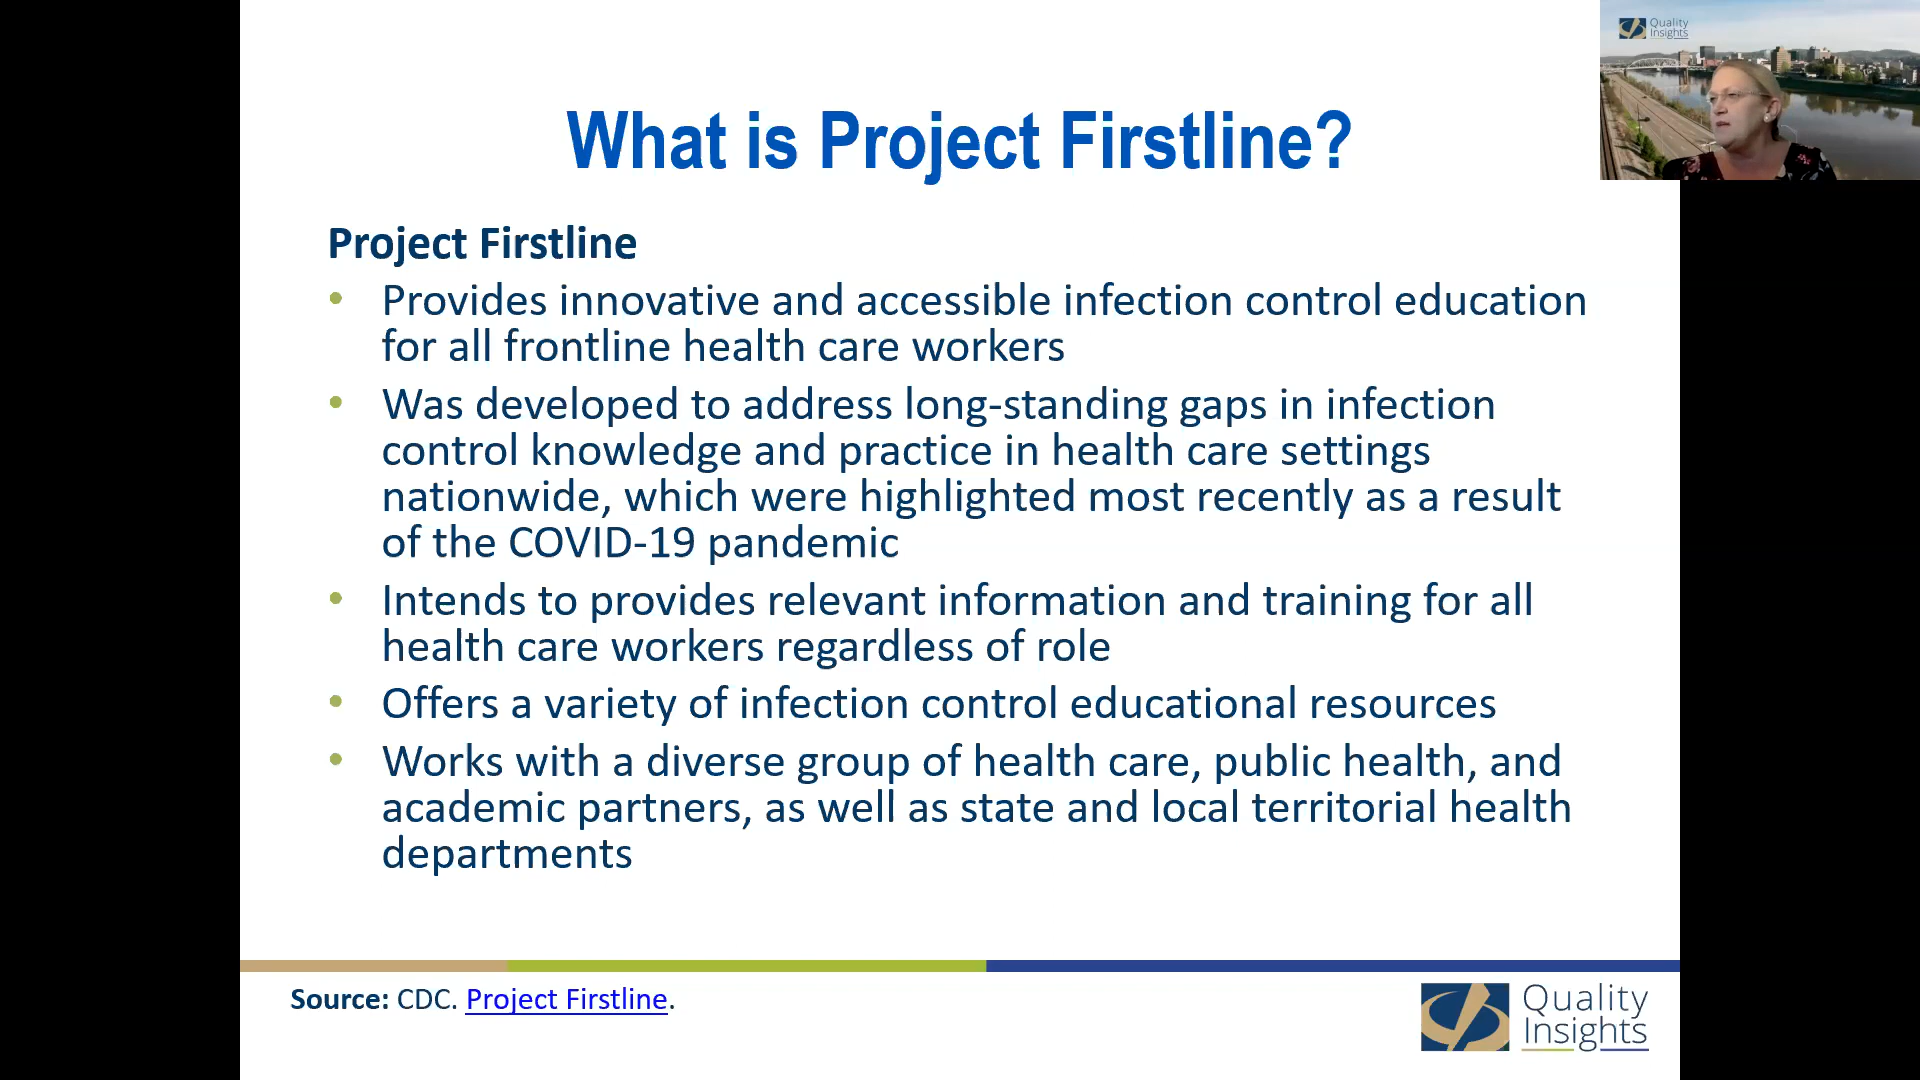 Quality
Insights
What is Project Firstline?
Project Firstline
• Provides innovative and accessible infection control education
for all frontline health care workers
• Was developed to address long-standing gaps in infection
control knowledge and practice in health care settings
nationwide, which were highlighted most recently as a result
of the COVID-19 pandemic
• Intends to provides relevant information and training for all
health care workers regardless of role
• Offers a variety of infection control educational resources
• Works with a diverse group of health care, public health, and
academic partners, as well as state and local territorial health
departments
Source: CDC. Project Firstline.
Quality
Insights